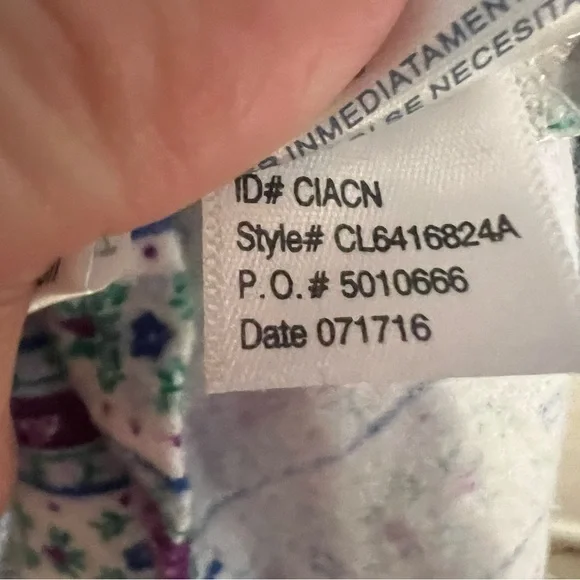 INMEDIATAMEN
SE NECESITA
ID# CIACN
Style# CL6416824A
P.O.# 5010666
Date 071716